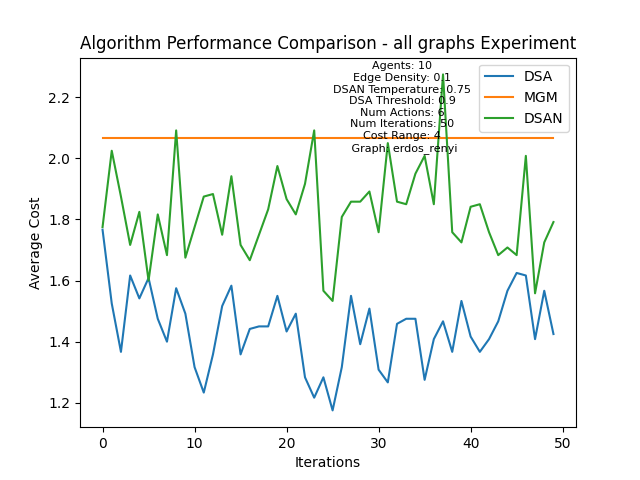 Algorithm Performance Comparison - all graphs Experiment
Agents: 10
Edge Density: 0.1
DSAN Temperature: 0.75
DSA Threshold: 0.9
Num Actions: 6
Num Iterations: 50
Cost Range: 4
Graph: erdos_renyi
DSA
MGM
DSAN
Average Cost
2.2
2.0
1.8
1.6
1.4
1.2
0
10
20
30
40
50
Iterations